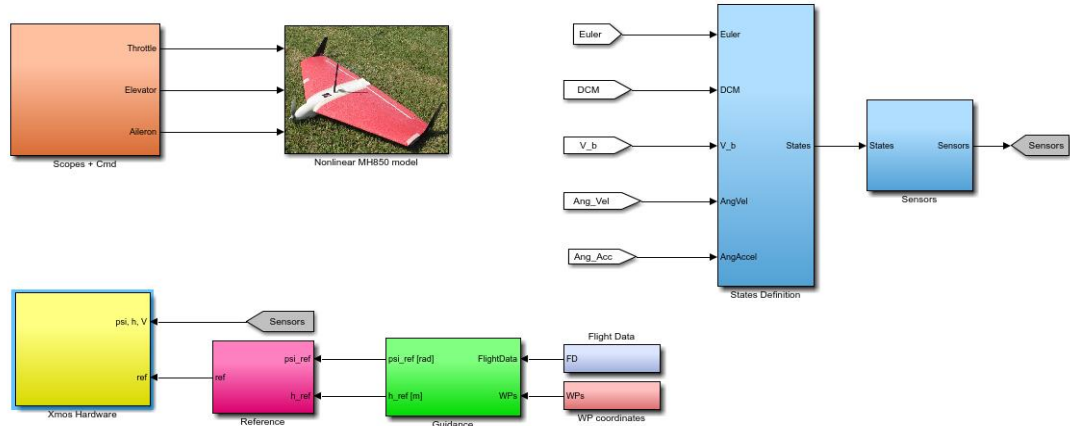 Throttle
Elevator
Aileron
Scopes + Cmd
Nonlinear MH850 model
Euler
DCM
V_b
Ang_Vel
Ang_Acc
Euler
DCM
V_b
AngVel
AngAccel
States
States Definition
States
Sensors
Sensors
Sensors
psi, h, V
ref
Xmos Hardware
Sensors
psi_ref
ref
h_ref
Reference
psi_ref [rad]
FlightData
h_ref [m]
WPs
Guidance
Flight Data
FD
WPs
WP coordinates